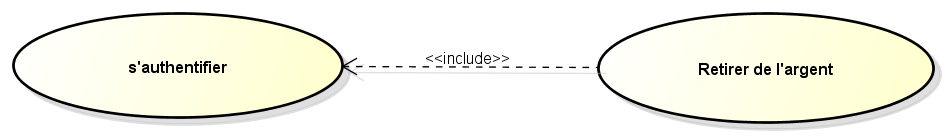 s'authentifier
<<include>>
Retirer de l'argent